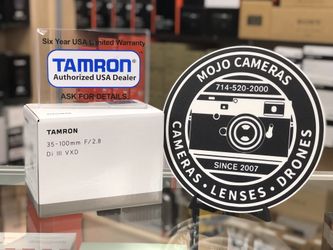 Six Year USA Limited Warranty
TAMRON
Authorized USA Dealer
ASK FOR DETAILS
TAMRON
35-100mm F/2.8
Di III VXD
MOJO CAMERAS
714-520-2000
SINCE 2007
CAMERAS • LENSES • DRONES